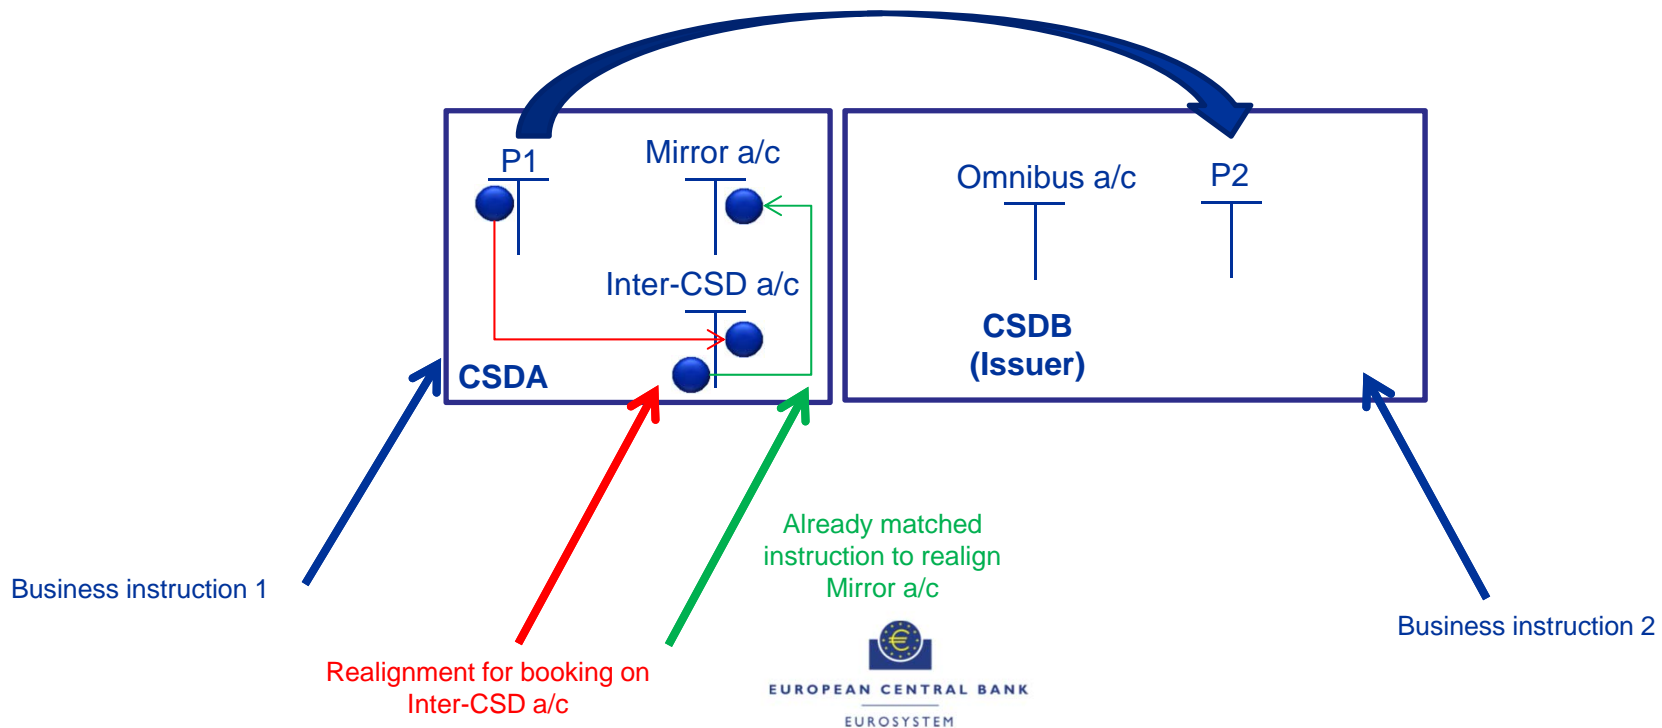 P1
Mirror a/c
Inter-CSD a/c
CSDA
Omnibus a/c
P2
CSDB
(Issuer)
Business instruction 1
Realignment for booking on
Inter-CSD a/c
Already matched
instruction to realign
Mirror a/c
Business instruction 2
EUROPEAN CENTRAL BANK
EUROSYSTEM